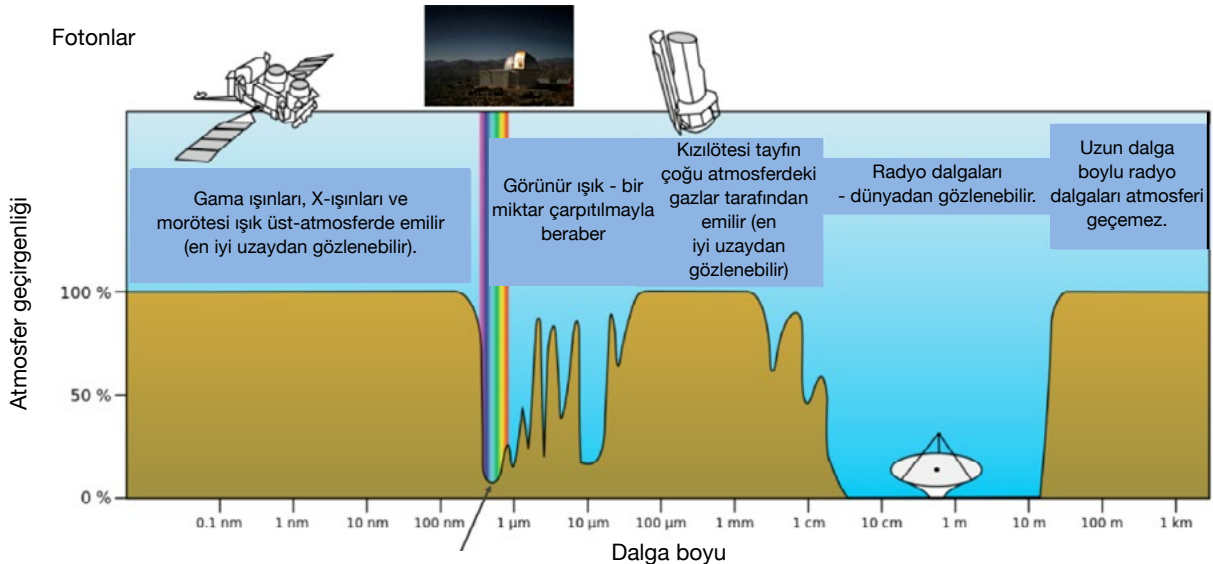 Fotonlar
Gama ışınları, X-ışınları ve
morötesi ışık üst-atmosferde emilir
(en iyi uzaydan gözlenebilir).
Görünür ışık - bir
miktar çarpıtılmayla
beraber
Kızılötesi tayfın
çoğu atmosferdeki
gazlar tarafından
emilir (en
iyi uzaydan
gözlenebilir)
Radyo dalgaları
- dünyadan gözlenebilir.
Uzun dalga
boylu radyo
dalgaları atmosferi
geçemez.
Atmosfer geçirgenliği
100 %
50 %
0 %
0.1 nm 1 nm 10 nm 100 nm 1 µm 10 µm 100 µm 1 mm 1 cm 10 cm 1 m 10 m 100 m 1 km
Dalga boyu